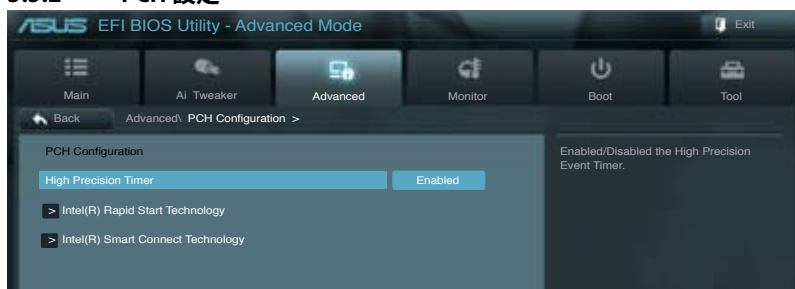 PCH 設定
ASUS EFI BIOS Utility - Advanced Mode
Exit
Main
Ai Tweaker
Advanced
Monitor
Boot
Tool
Back
Advanced\ PCH Configuration >
PCH Configuration
High Precision Timer
Enabled
> Intel(R) Rapid Start Technology
> Intel(R) Smart Connect Technology
Enabled/Disabled the High Precision
Event Timer.